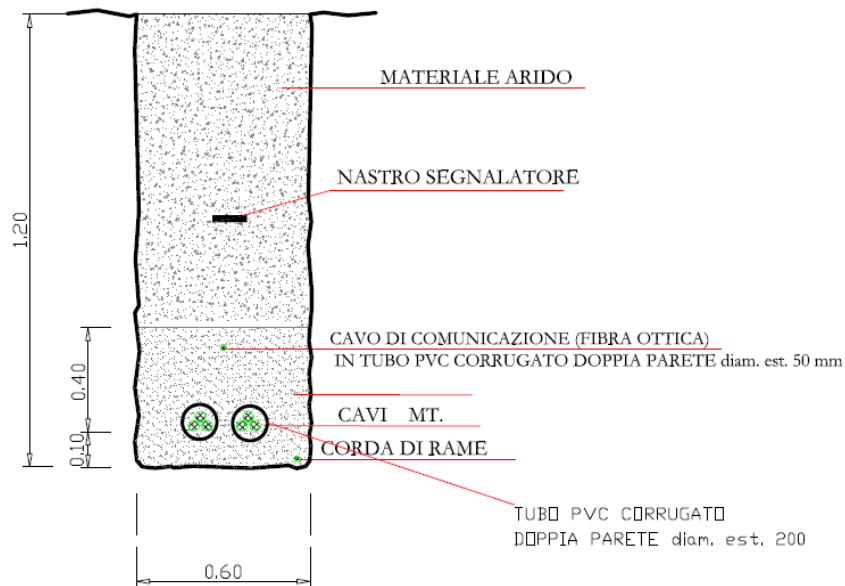 MATERIALE ARIDO
NASTRO SEGNALATORE
1.20
CAVO DI COMUNICAZIONE (FIBRA OTTICA)
IN TUBO PVC CORRUGATO DOPPIA PARETE diam. est. 50 mm
0.40
CAVI MT.
0.10
CORDA DI RAME
TUBO PVC CORRUGATO
DOPPIA PARETE diam. est. 200
0.60